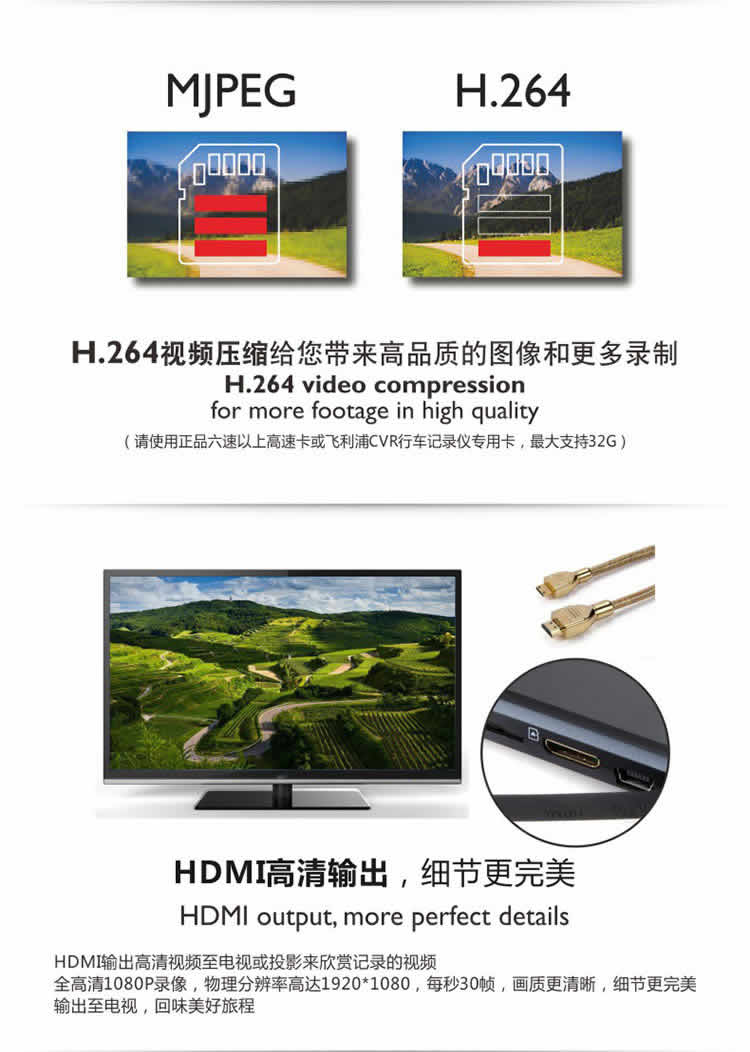 MJPEG
H.264
H.264视频压缩给您带来高品质的图像和更多录制
H.264 video compression
for more footage in high quality
（请使用正品六速以上高速卡或飞利浦CVR行车记录仪专用卡，最大支持32G）
HDMI高清输出，细节更完美
HDMI output, more perfect details
HDMI输出高清视频至电视或投影来欣赏记录的视频
全高清1080P录像，物理分辨率高达1920*1080，每秒30帧，画质更清晰，细节更完美
输出至电视，回味美好旅程